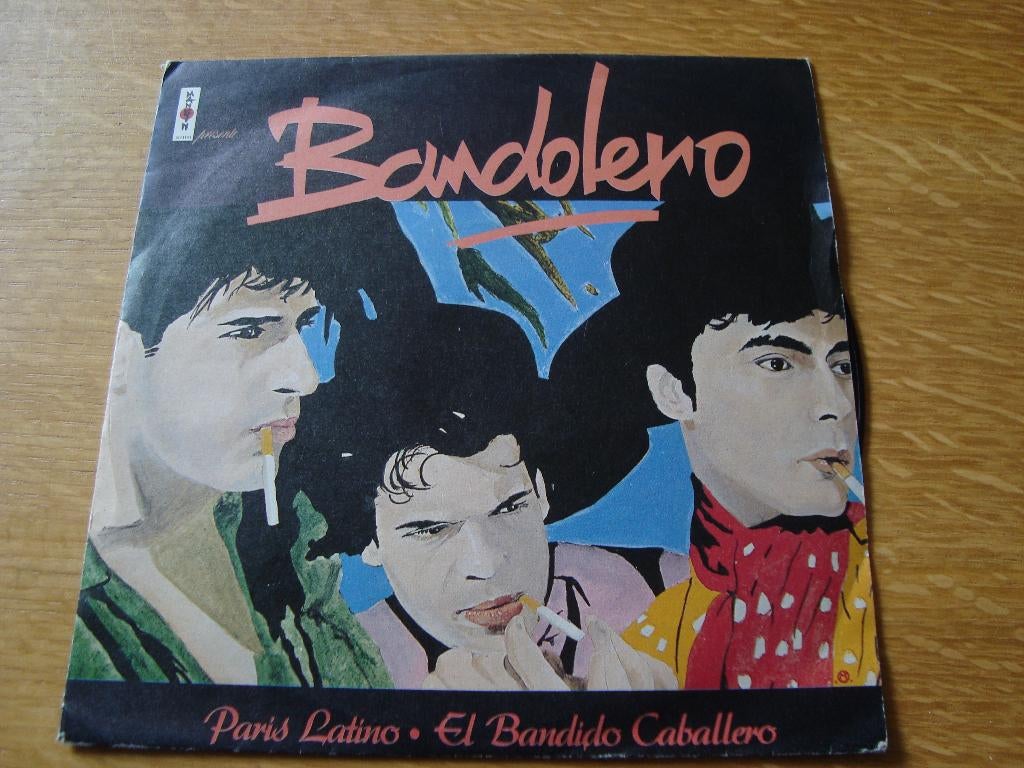 présente
Bandolero
Paris Latino • El Bandido Caballero